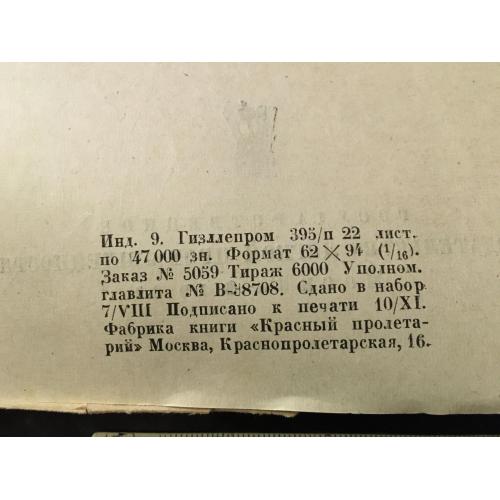 Инд. 9. Гизлегпром 395/п 22 лист.
по 47 000 зн. Формат 62 × 94 (1/16).
Заказ № 5059 Тираж 6000 Уполном.
главлита № В-38708. Сдано в набор
7/VIII Подписано к печати 10/XI.
Фабрика книги «Красный пролета-
рий» Москва, Краснопролетарская, 16.